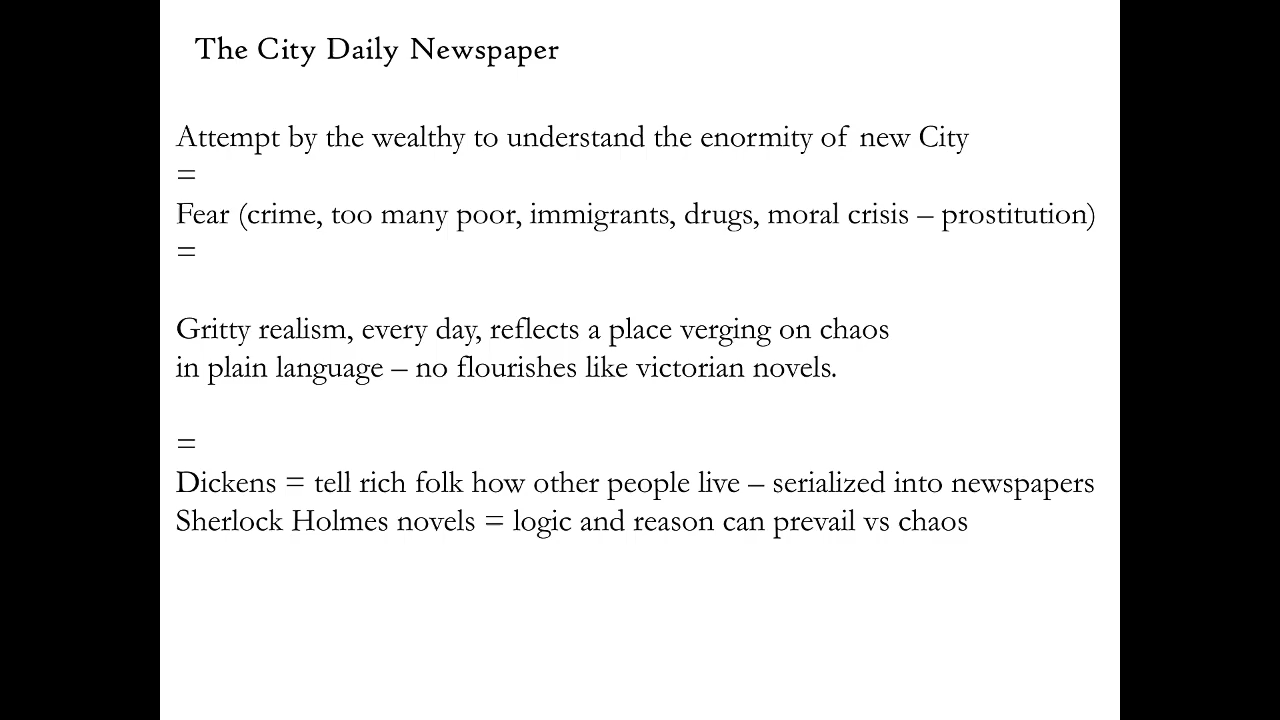 The City Daily Newspaper
Attempt by the wealthy to understand the enormity of new City
=
Fear (crime, too many poor, immigrants, drugs, moral crisis – prostitution)
=
Gritty realism, every day, reflects a place verging on chaos
in plain language – no flourishes like victorian novels.
=
Dickens = tell rich folk how other people live – serialized into newspapers
Sherlock Holmes novels = logic and reason can prevail vs chaos